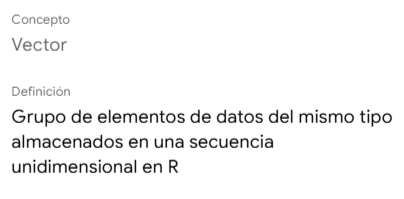 Concepto
Vector
Definición
Grupo de elementos de datos del mismo tipo
almacenados en una secuencia
unidimensional en R